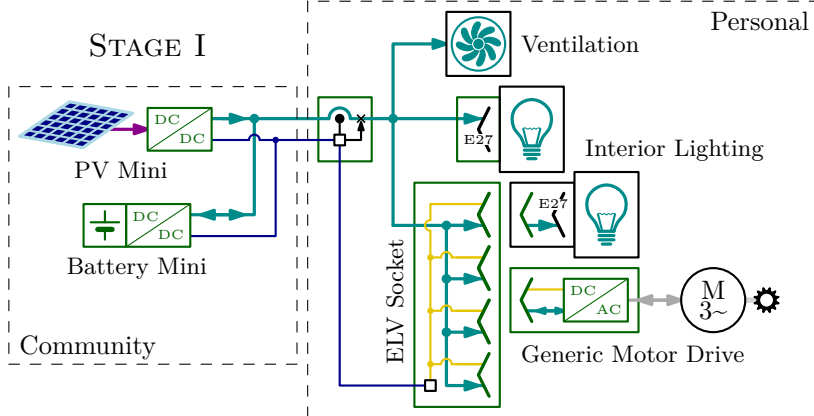 Personal
STAGE I
Ventilation
DC
DC
PV Mini
E27
Interior Lighting
E27
DC
DC
Battery Mini
ELV Socket
DC
AC
M
3~
Generic Motor Drive
Community